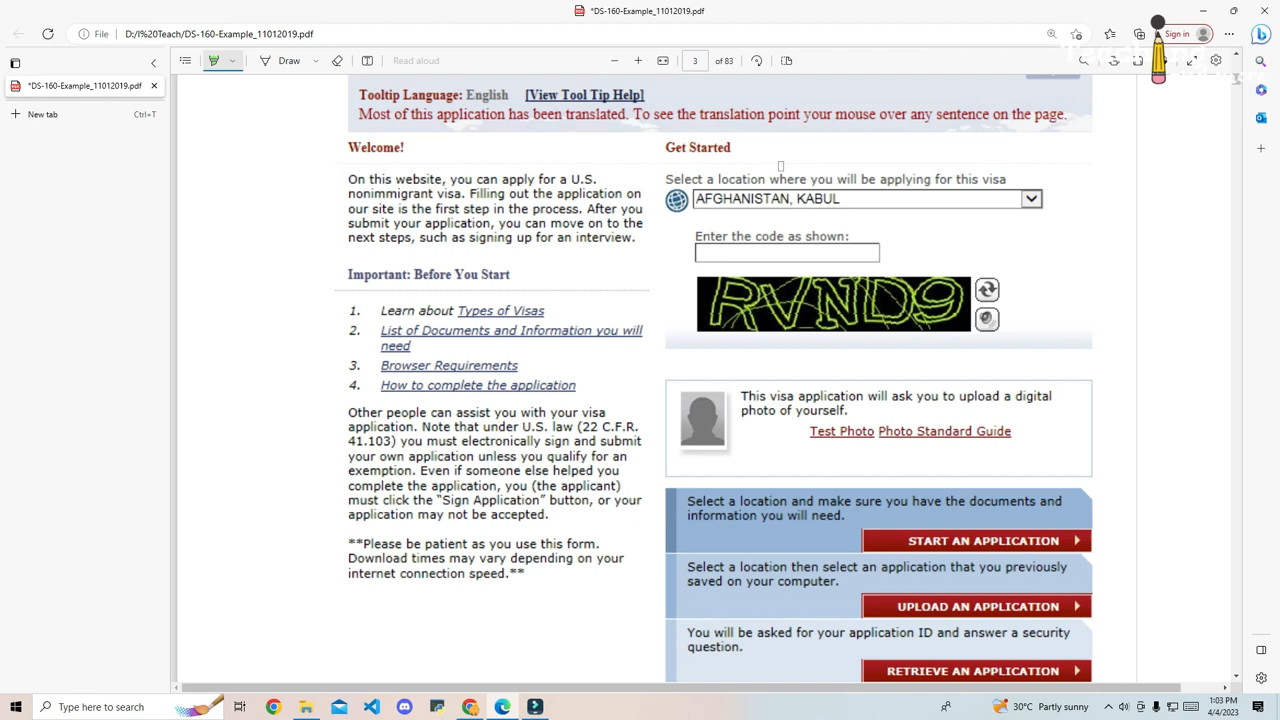 *DS-160-Example_11012019.pdf
File D:/I%20Teach/DS-160-Example_11012019.pdf
Sign in
*DS-160-Example_11012019.pdf
New tab Ctrl+T
Draw Read aloud
3 of 83
Tooltip Language: English [View Tool Tip Help]
Most of this application has been translated. To see the translation point your mouse over any sentence on the page.
Welcome!
On this website, you can apply for a U.S.
nonimmigrant visa. Filling out the application on
our site is the first step in the process. After you
submit your application, you can move on to the
next steps, such as signing up for an interview.
Important: Before You Start
1. Learn about Types of Visas
2. List of Documents and Information you will
need
3. Browser Requirements
4. How to complete the application
Other people can assist you with your visa
application. Note that under U.S. law (22 C.F.R.
41.103) you must electronically sign and submit
your own application unless you qualify for an
exemption. Even if someone else helped you
complete the application, you (the applicant)
must click the “Sign Application” button, or your
application may not be accepted.
**Please be patient as you use this form.
Download times may vary depending on your
internet connection speed.**
Get Started
Select a location where you will be applying for this visa
AFGHANISTAN, KABUL
Enter the code as shown:
RVND9
This visa application will ask you to upload a digital
photo of yourself.
Test Photo Photo Standard Guide
Select a location and make sure you have the documents and
information you will need.
START AN APPLICATION
Select a location then select an application that you previously
saved on your computer.
UPLOAD AN APPLICATION
You will be asked for your application ID and answer a security
question.
RETRIEVE AN APPLICATION
Type here to search
30°C Partly sunny
1:03 PM
4/4/2023